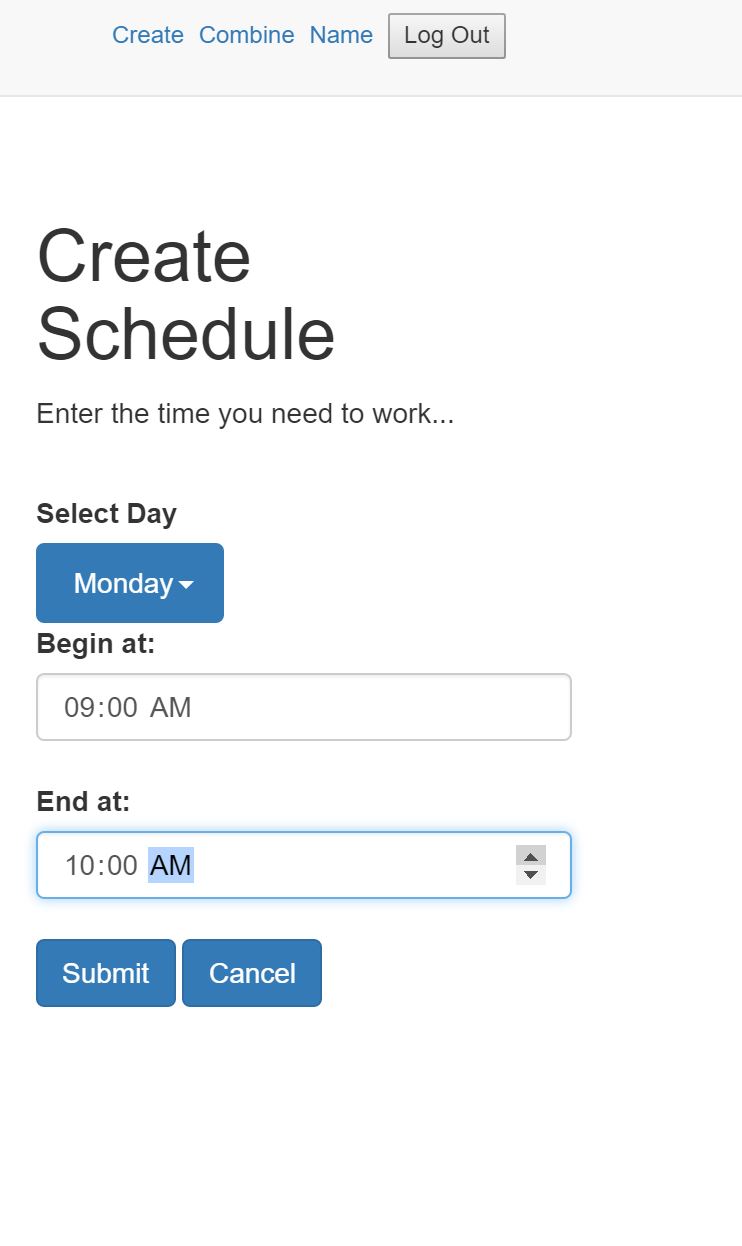 Create Combine Name Log Out
Create
Schedule
Enter the time you need to work...
Select Day
Monday
Begin at:
09:00 AM
End at:
10:00 AM
Submit Cancel